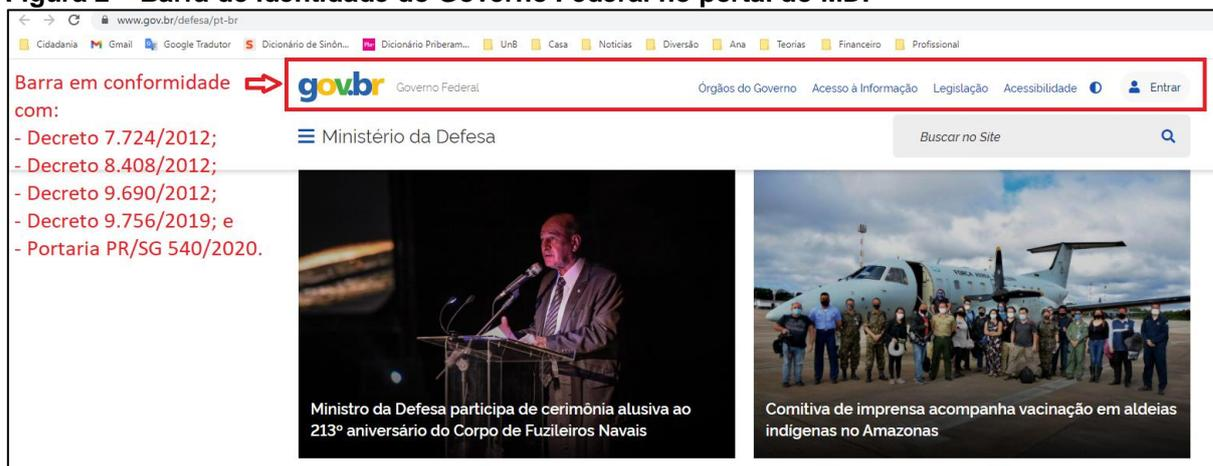 Figura 2 – Barra de Identidade do Governo Federal no portal do MD.
www.gov.br/defesa/pt-br
Cidadania Gmail Google Tradutor Dicionário de Sinôn... Dicionário Priberam... UnB Casa Notícias Diversão Ana Teorias Financeiro Profissional
Barra em conformidade
com:
- Decreto 7.724/2012;
- Decreto 8.408/2012;
- Decreto 9.690/2012;
- Decreto 9.756/2019; e
- Portaria PR/SG 540/2020.
gov.br Governo Federal Órgãos do Governo Acesso à Informação Legislação Acessibilidade Entrar
Ministério da Defesa Buscar no Site
FORÇA AÉREA
Ministro da Defesa participa de cerimônia alusiva ao
213º aniversário do Corpo de Fuzileiros Navais
Comitiva de imprensa acompanha vacinação em aldeias
indígenas no Amazonas